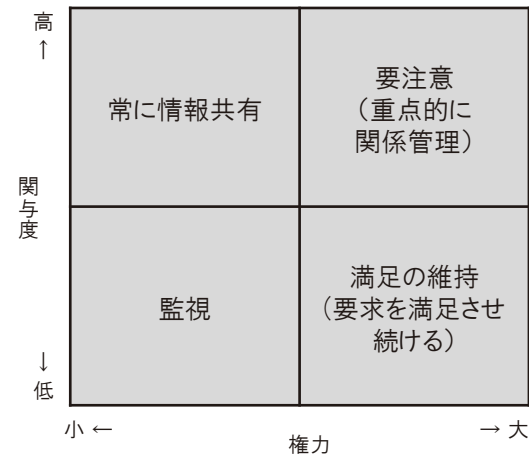 高
↑
常に情報共有
要注意
（重点的に
関係管理）
関与度
監視
満足の維持
（要求を満足させ
続ける）
↓
低
小 ←
→ 大
権力